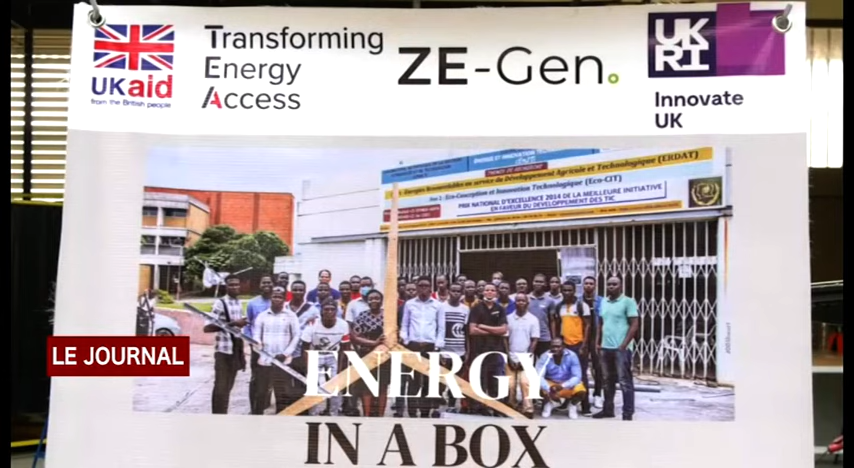 UKaid
from the British people
Transforming
Energy
Access
ZE-Gen
UK
RI
Innovate
UK
Energies Renouvelables au service du Développement Agricole et Technologique (ERDAT)
Axe 1: Eco-Conception et Innovation Technologique (Eco-CIT)
PRIX NATIONAL D'EXCELLENCE 2014 DE LA MEILLEURE INITIATIVE
EN FAVEUR DU DEVELOPPEMENT DES TIC
LE JOURNAL
ENERGY
IN A BOX